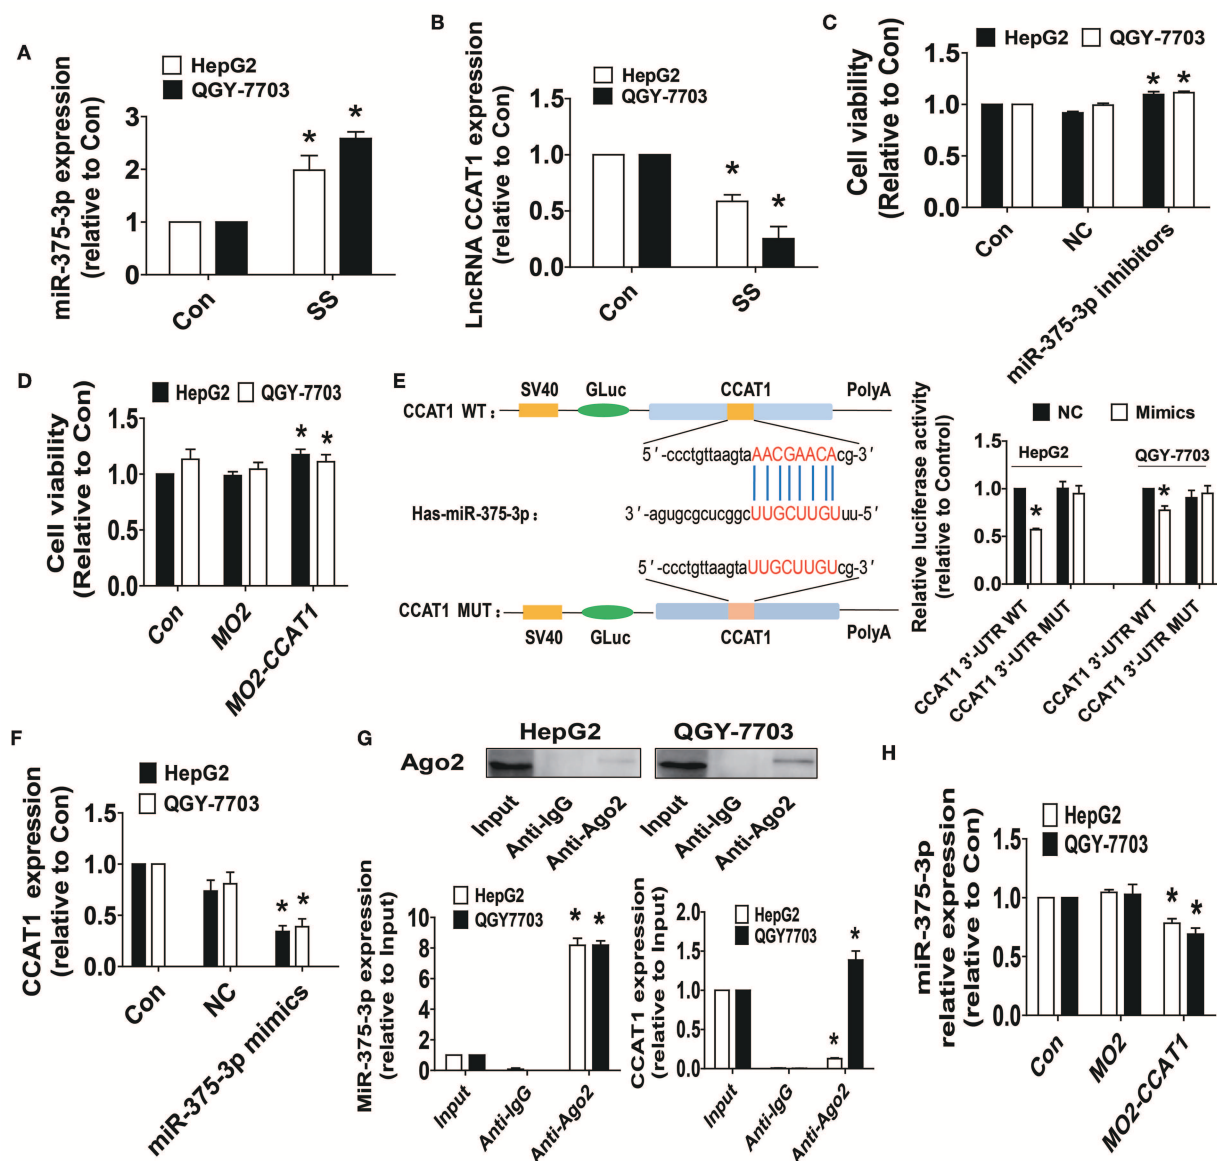 A
HepG2
QGY-7703
miR-375-3p expression
(relative to Con)
3
2
1
0
*
*
Con
SS
B
HepG2
QGY-7703
LncRNA CCAT1 expression
(relative to Con)
1.5
1.0
0.5
0.0
*
*
Con
SS
C
HepG2
QGY-7703
Cell viability
(Relative to Con)
1.5
1.0
0.5
0.0
*
*
Con
NC
miR-375-3p inhibitors
D
HepG2
QGY-7703
Cell viability
(Relative to Con)
1.5
1.0
0.5
0.0
*
*
Con
MO2
MO2-CCAT1
E
SV40
GLuc
CCAT1
PolyA
CCAT1 WT :
5 ′ -ccctgttaagtaAACGAACAcg-3 ′
Has-miR-375-3p :
3 ′ -agugcgcucggcUUGCUUGUuu-5 ′
5 ′ -ccctgttaagtaUUGCUUGUcg-3 ′
CCAT1 MUT :
SV40
GLuc
CCAT1
PolyA
NC
Mimics
Relative luciferase activity
(relative to Control)
HepG2
QGY-7703
1.5
1.0
0.5
0.0
*
*
CCAT1 3'-UTR WT
CCAT1 3'-UTR MUT
CCAT1 3'-UTR WT
CCAT1 3'-UTR MUT
F
HepG2
QGY-7703
CCAT1 expression
(relative to Con)
1.5
1.0
0.5
0.0
*
*
Con
NC
miR-375-3p mimics
G
HepG2
QGY-7703
Ago2
Input
Anti-IgG
Anti-Ago2
Input
Anti-IgG
Anti-Ago2
MiR-375-3p expression
(relative to Input)
HepG2
QGY7703
10
8
6
4
2
0
*
*
Input
Anti-IgG
Anti-Ago2
CCAT1 expression
(relative to Input)
HepG2
QGY7703
2.0
1.5
1.0
0.5
0.0
*
*
Input
Anti-IgG
Anti-Ago2
H
HepG2
QGY-7703
miR-375-3p
relative expression
(relative to Con)
1.5
1.0
0.5
0.0
*
*
Con
MO2
MO2-CCAT1